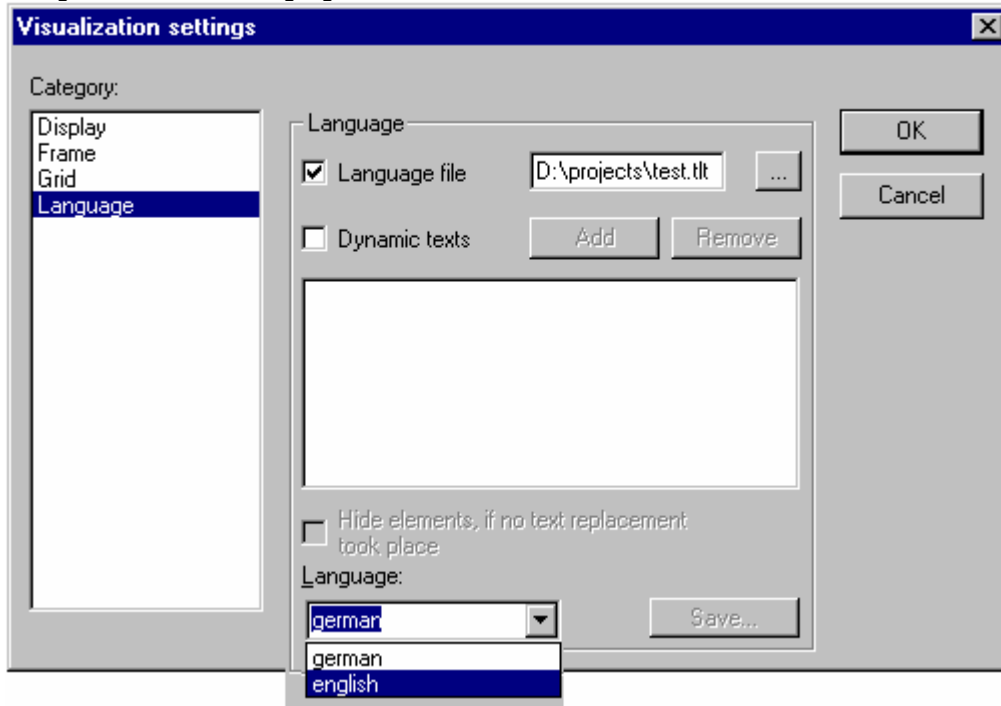 Visualization settings
Category:
Display
Frame
Grid
Language
Language
Language file D:\projects\test.tlt ...
Dynamic texts Add Remove
Hide elements, if no text replacement
took place
Language:
german Save...
german
english
OK
Cancel